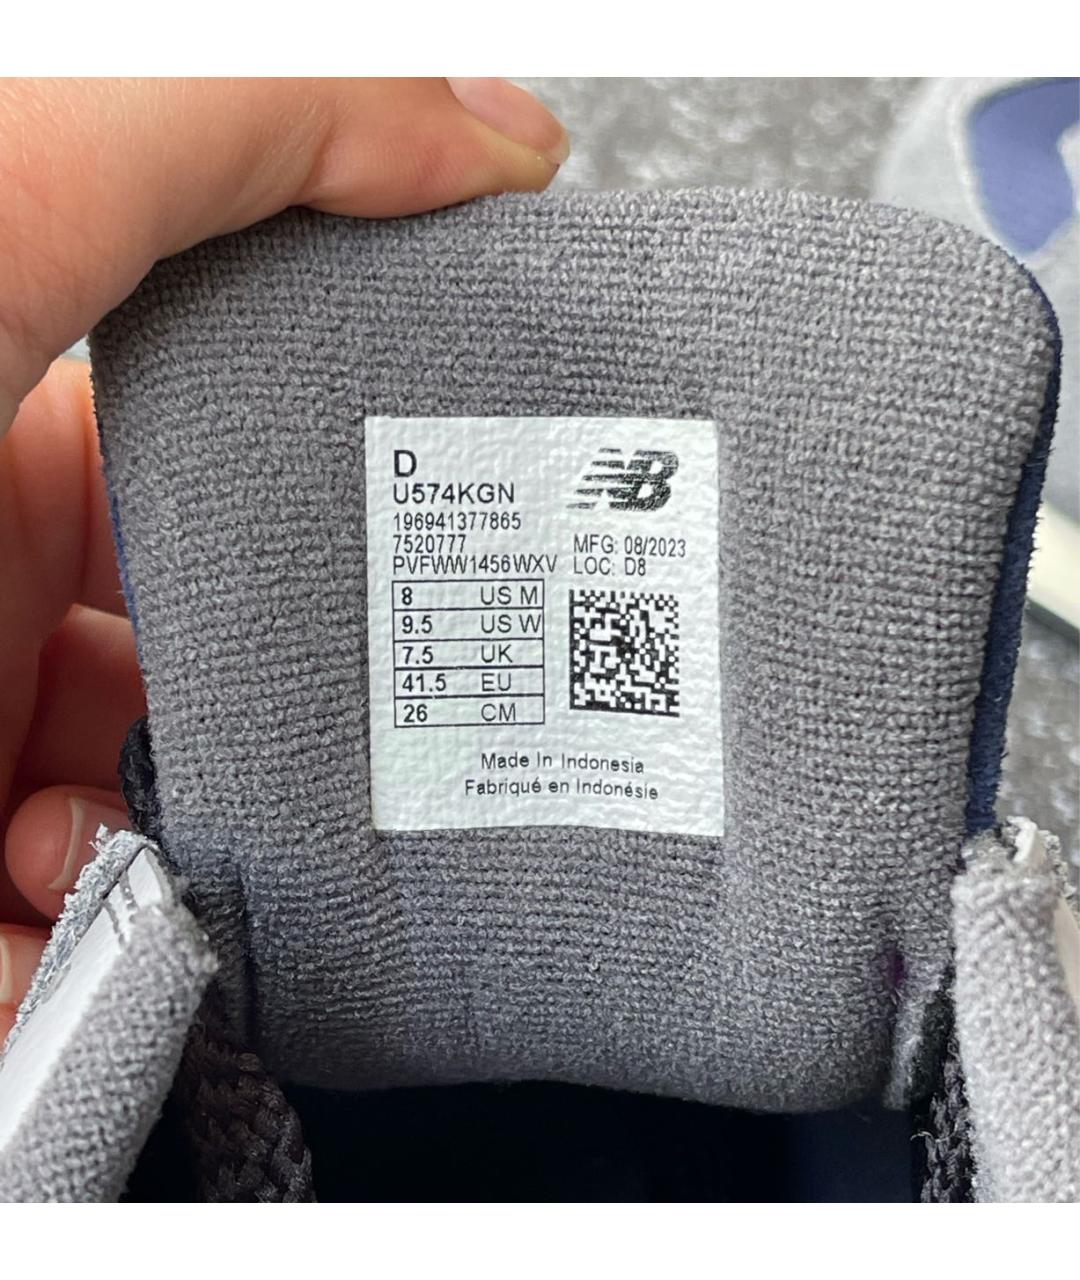 D
NB
U574KGN
196941377865
7520777
MFG: 08/2023
PVFWW1456WXV
LOC: D8
8 US M
9.5 US W
7.5 UK
41.5 EU
26 CM
Made In Indonesia
Fabriqué en Indonésie